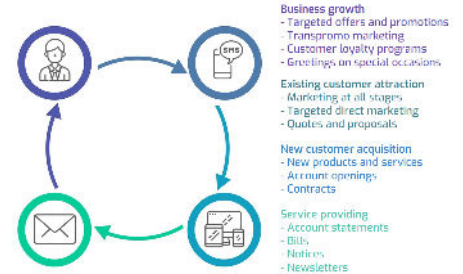 SMS
Business growth
- Targeted offers and promotions
- Transpromo marketing
- Customer loyalty programs
- Greetings on special occasions
Existing customer attraction
- Marketing at all stages
- Targeted direct marketing
- Quotes and proposals
New customer acquisition
- New products and services
- Account openings
- Contracts
Service providing
- Account statements
- Bills
- Notices
- Newsletters